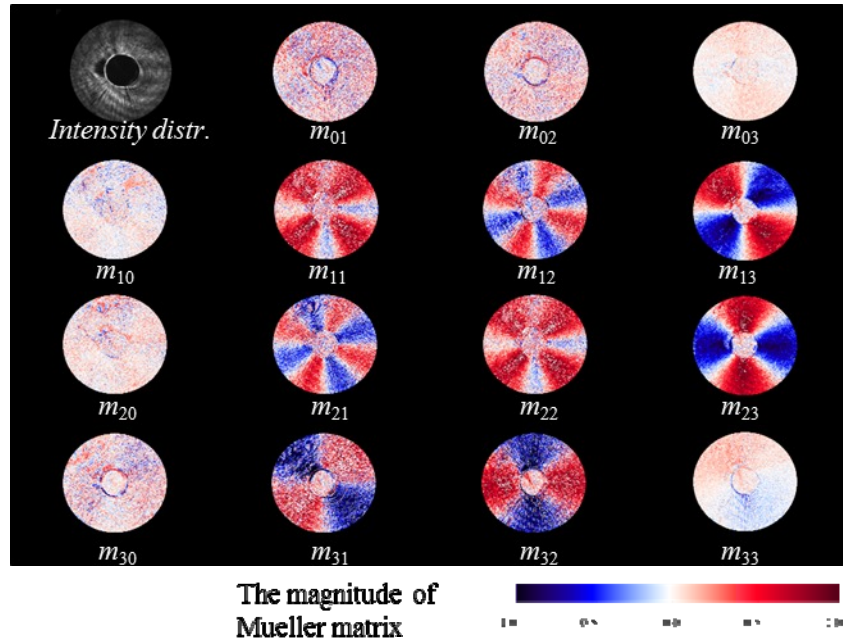 Intensity distr. m01 m02 m03
m10 m11 m12 m13
m20 m21 m22 m23
m30 m31 m32 m33
The magnitude of
Mueller matrix